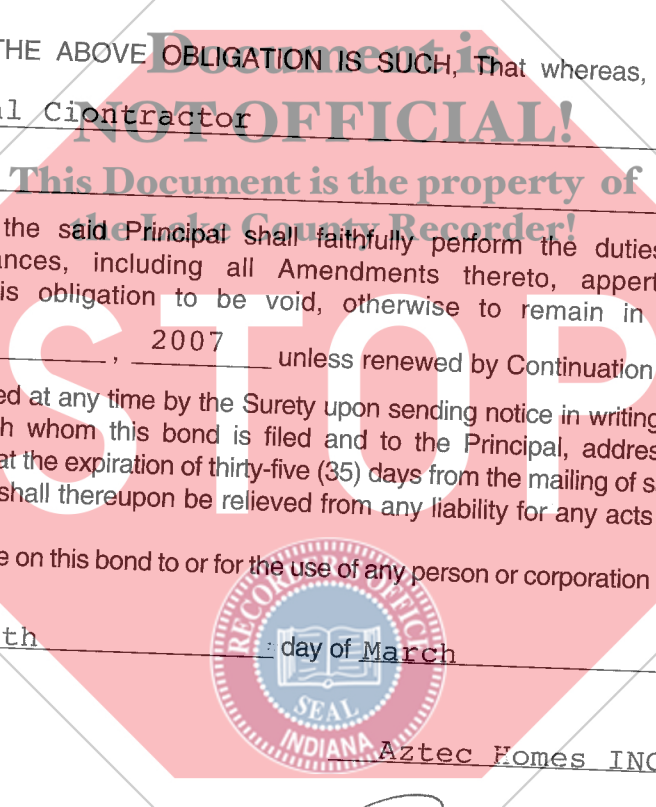 THE ABOVE OBLIGATION IS SUCH, That whereas,
Document is
al Ciontractor
NOT OFFICIAL!
This Document is the property of
the Lake County Recorder!
the said Principal shall faithfully perform the duties
ances, including all Amendments thereto, appert
is obligation to be void, otherwise to remain in
STOP
, 2007 unless renewed by Continuation
ed at any time by the Surety upon sending notice in writing
h whom this bond is filed and to the Principal, addres
at the expiration of thirty-five (35) days from the mailing of s
shall thereupon be relieved from any liability for any acts
e on this bond to or for the use of any person or corporation
RECORDER'S OFFICE
th day of March
SEAL
INDIANA
Aztec Homes INC